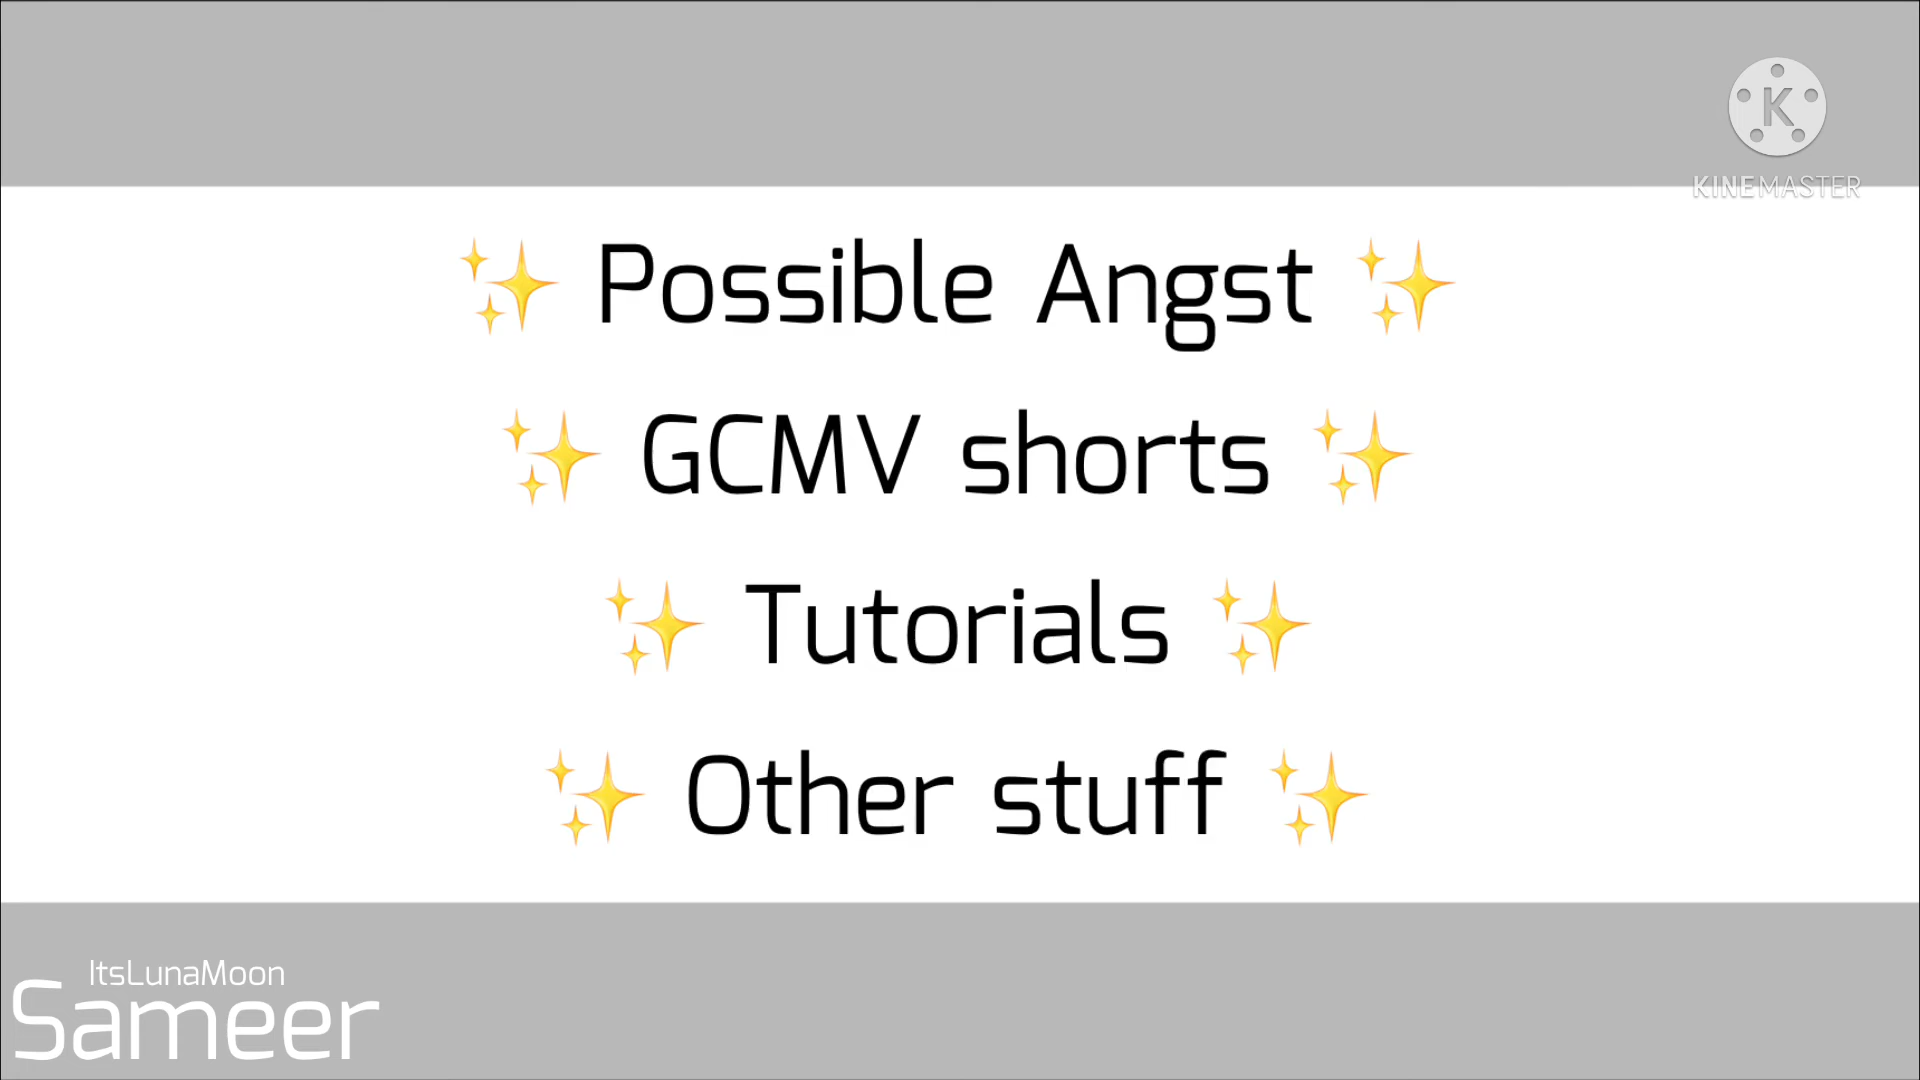 K
KINEMASTER
✨ Possible Angst ✨
✨ GCMV shorts ✨
✨ Tutorials ✨
✨ Other stuff ✨
ItsLunaMoon
Sameer